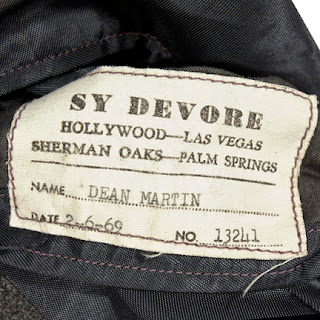 SY DEVORE
HOLLYWOOD—LAS VEGAS
SHERMAN OAKS—PALM SPRINGS
NAME DEAN MARTIN
DATE 2-6-69 NO. 13241